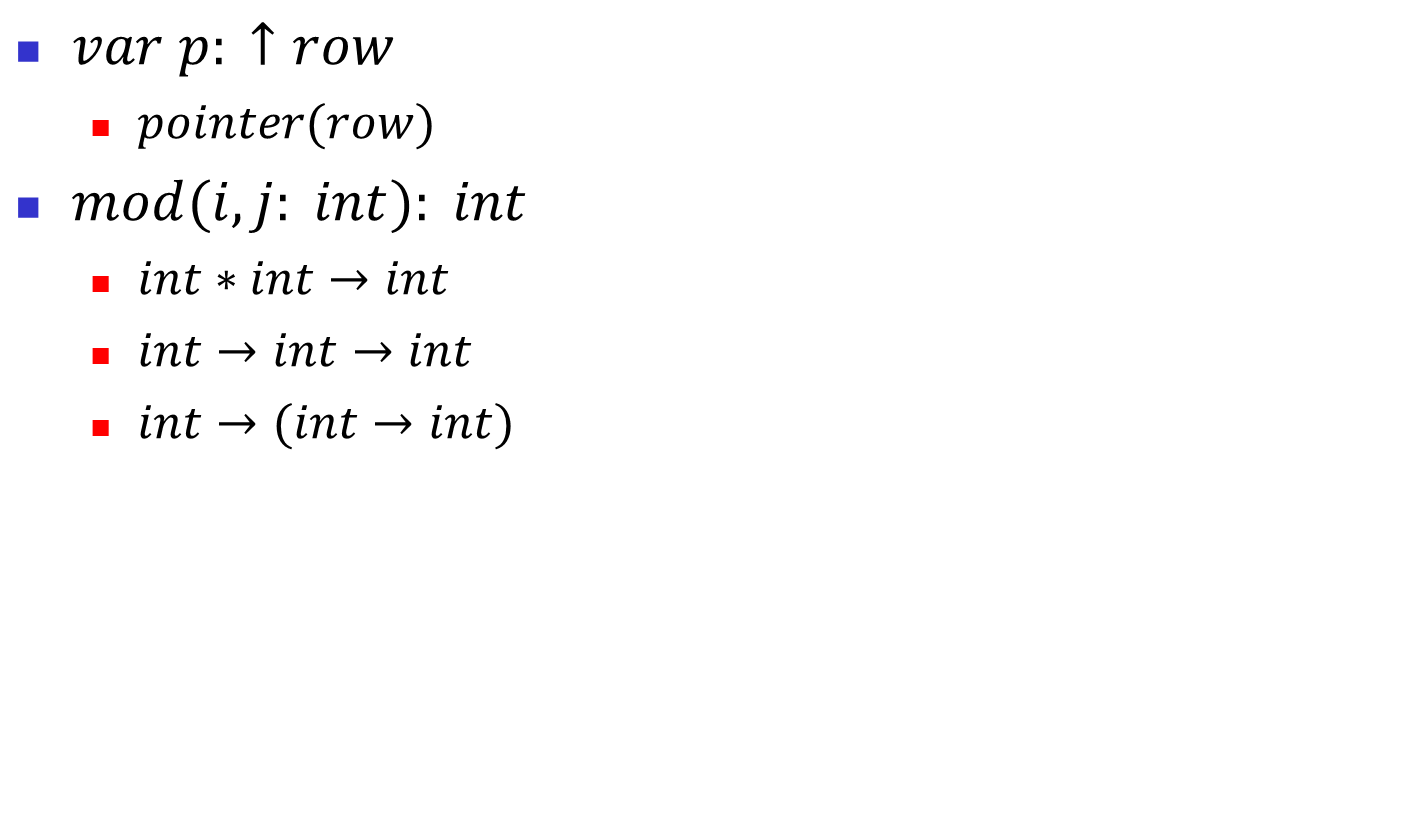 var p: ↑ row
pointer(row)
mod(i, j: int): int
int ∗ int → int
int → int → int
int → (int → int)